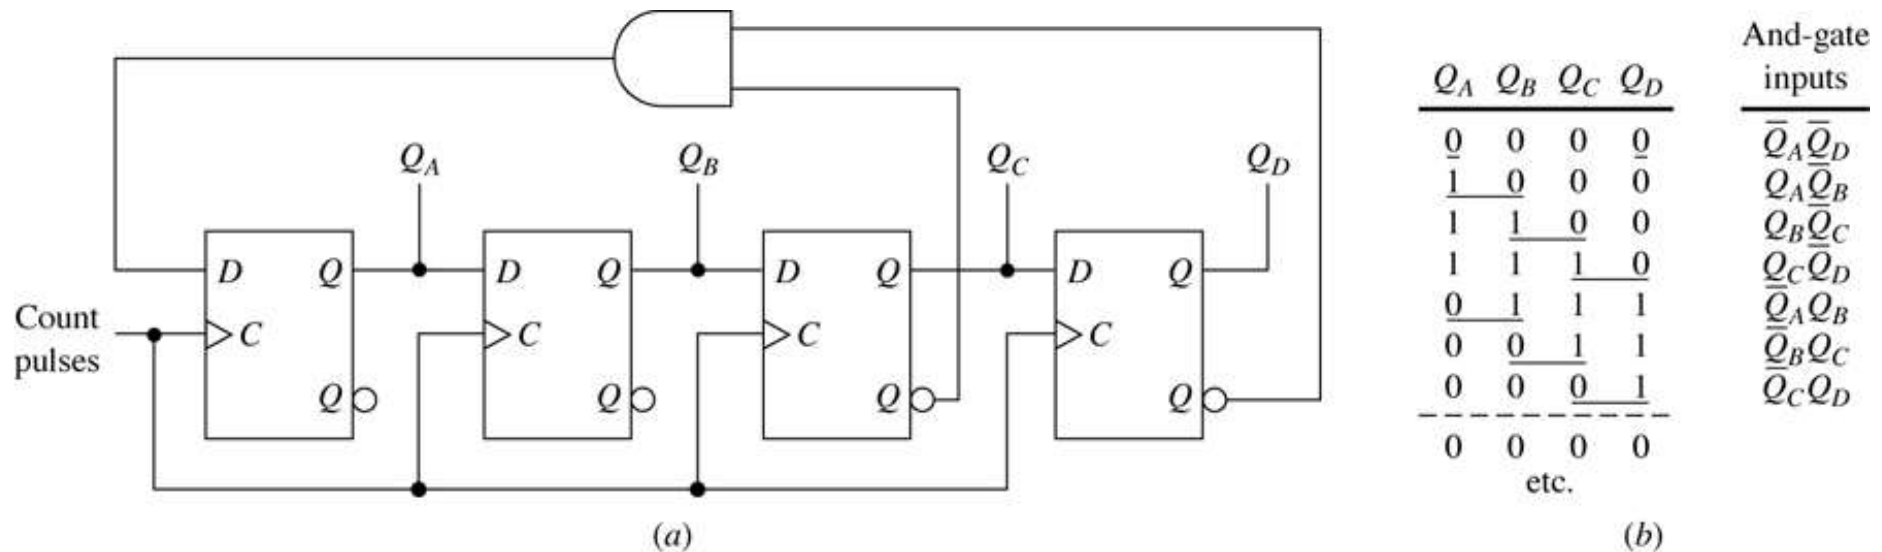 Q_A
Q_B
Q_C
Q_D
D Q
C
Q
D Q
C
Q
D Q
C
Q
D Q
C
Q
Count
pulses
(a)
And-gate
inputs
Q_A Q_B Q_C Q_D
0 0 0 0 Q̅_A Q̅_D
1 0 0 0 Q_A Q̅_B
1 1 0 0 Q_B Q̅_C
1 1 1 0 Q_C Q̅_D
0 1 1 1 Q̅_A Q_B
0 0 1 1 Q̅_B Q_C
0 0 0 1 Q̅_C Q_D
0 0 0 0
etc.
(b)